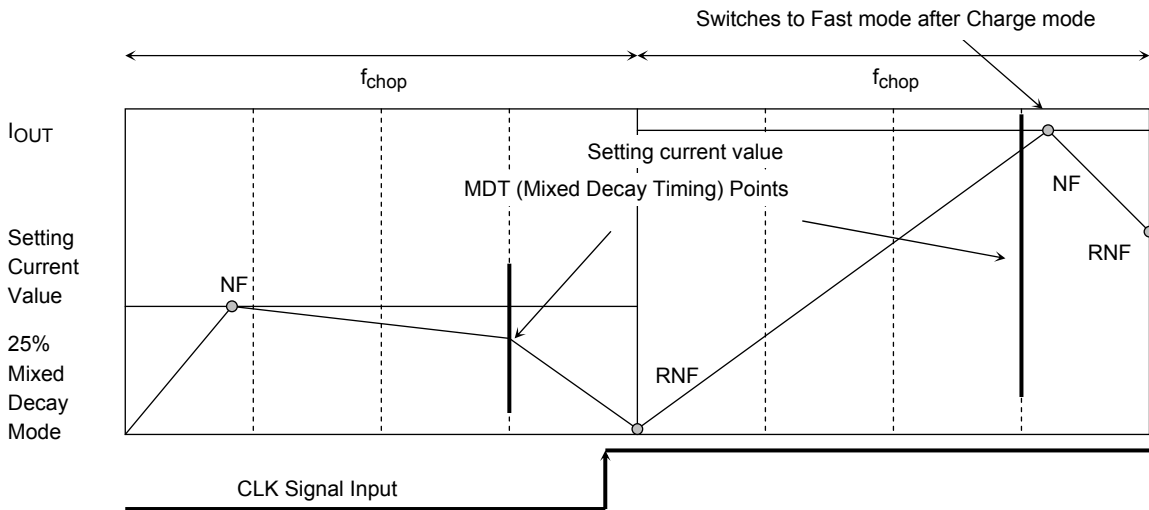 Switches to Fast mode after Charge mode
fchop
fchop
IOUT
Setting current value
MDT (Mixed Decay Timing) Points
NF
RNF
Setting
Current
Value
NF
25%
Mixed
Decay
Mode
RNF
CLK Signal Input